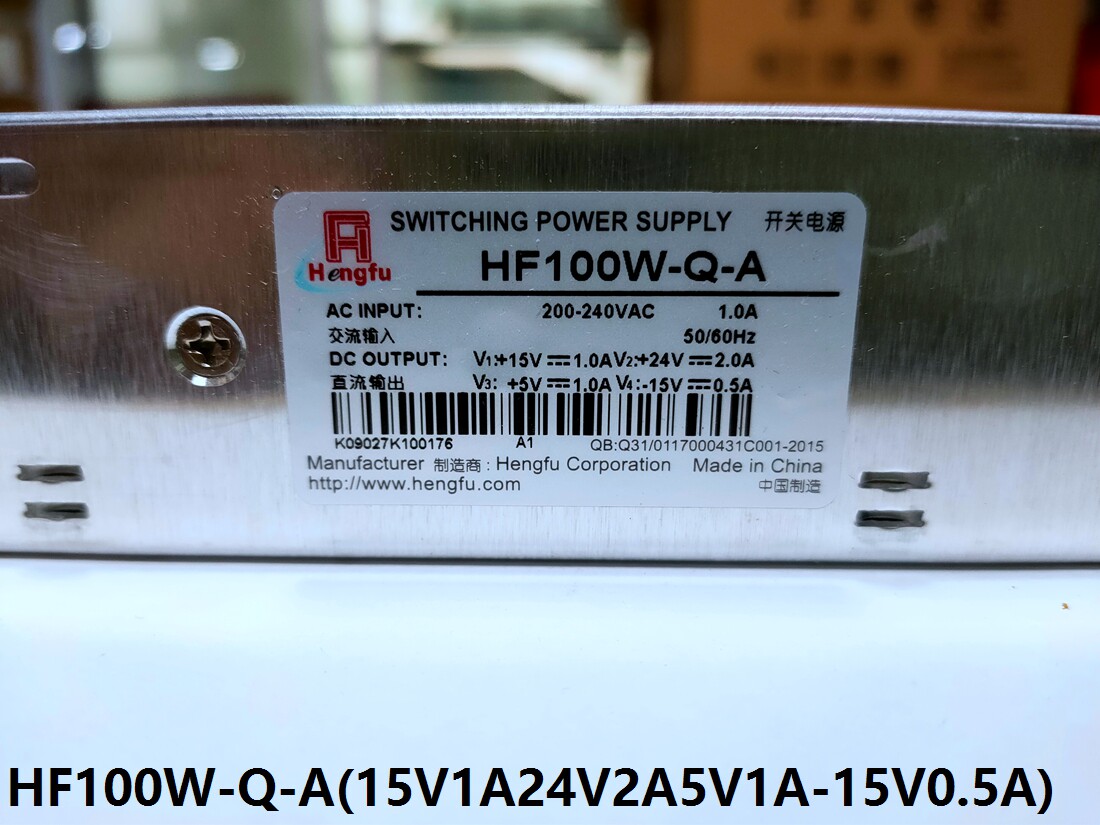 SWITCHING POWER SUPPLY 开关电源
Hengfu
HF100W-Q-A
AC INPUT: 200-240VAC 1.0A
交流输入 50/60Hz
DC OUTPUT: V1:+15V⎓1.0A V2:+24V⎓2.0A
直流输出 V3: +5V⎓1.0A V4:-15V⎓0.5A
K09027K100176 A1 QB:Q31/0117000431C001-2015
Manufacturer 制造商: Hengfu Corporation Made in China
http://www.hengfu.com 中国制造
HF100W-Q-A(15V1A24V2A5V1A-15V0.5A)